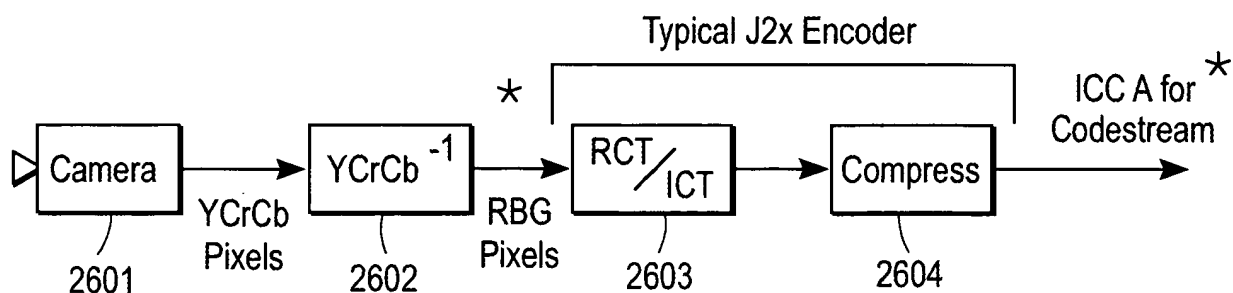 Typical J2x Encoder
*
ICC A for *
Codestream
Camera
YCrCb -1
RCT/ICT
Compress
YCrCb
Pixels
RBG
Pixels
2601
2602
2603
2604